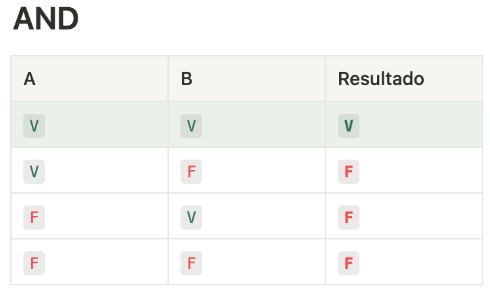 AND
A B Resultado
V V V
V F F
F V F
F F F